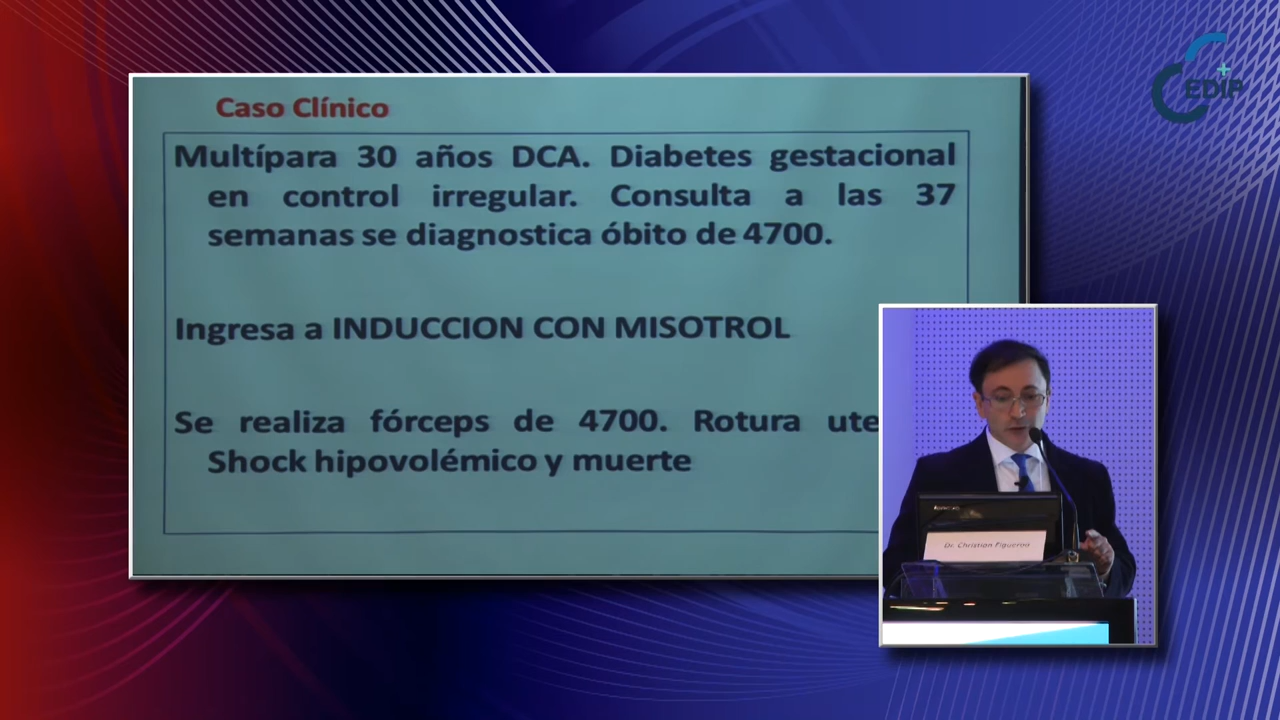 Caso Clínico
Multípara 30 años DCA. Diabetes gestacional
en control irregular. Consulta a las 37
semanas se diagnostica óbito de 4700.
Ingresa a INDUCCION CON MISOTROL
Se realiza fórceps de 4700. Rotura ute
Shock hipovolémico y muerte
CEDIP
Dr. Christian Figueroa